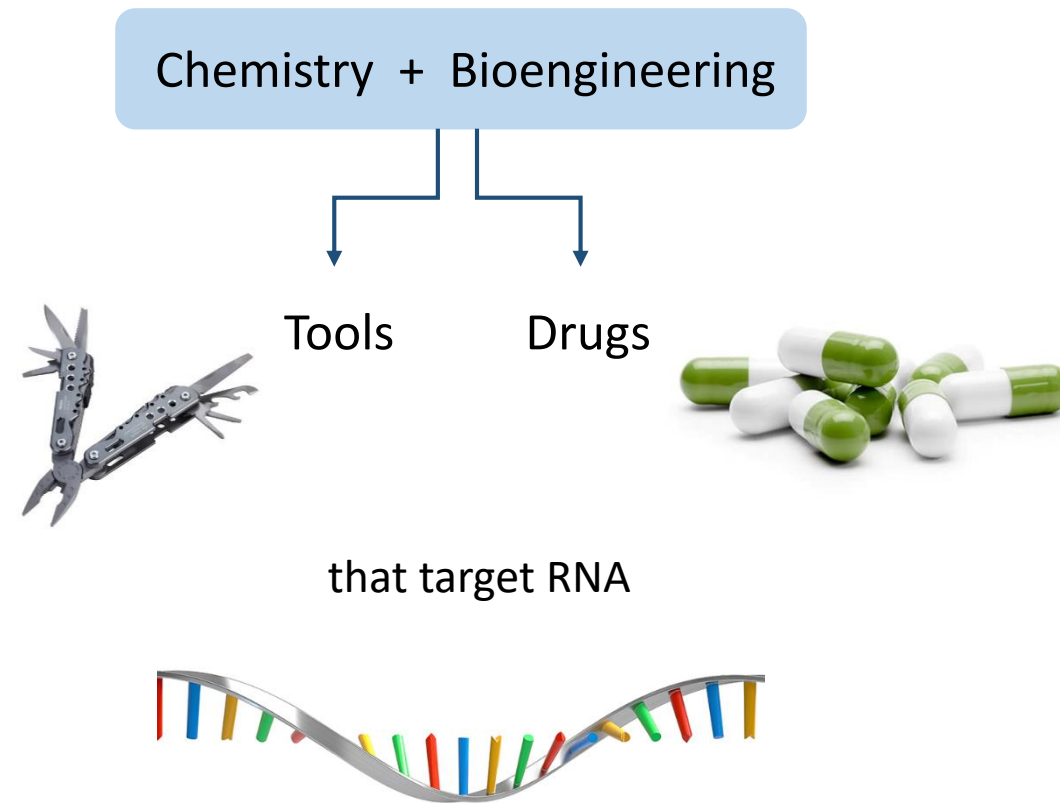 Chemistry + Bioengineering
Tools Drugs
that target RNA